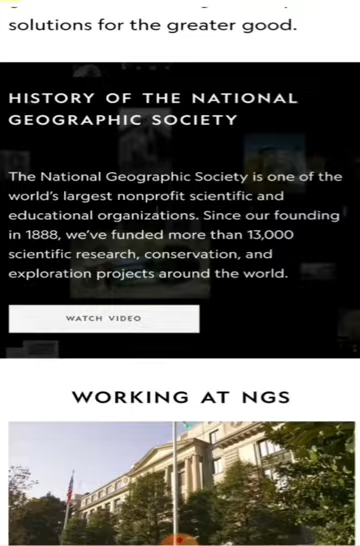 solutions for the greater good.
HISTORY OF THE NATIONAL
GEOGRAPHIC SOCIETY
The National Geographic Society is one of the
world's largest nonprofit scientific and
educational organizations. Since our founding
in 1888, we've funded more than 13,000
scientific research, conservation, and
exploration projects around the world.
WATCH VIDEO
WORKING AT NGS